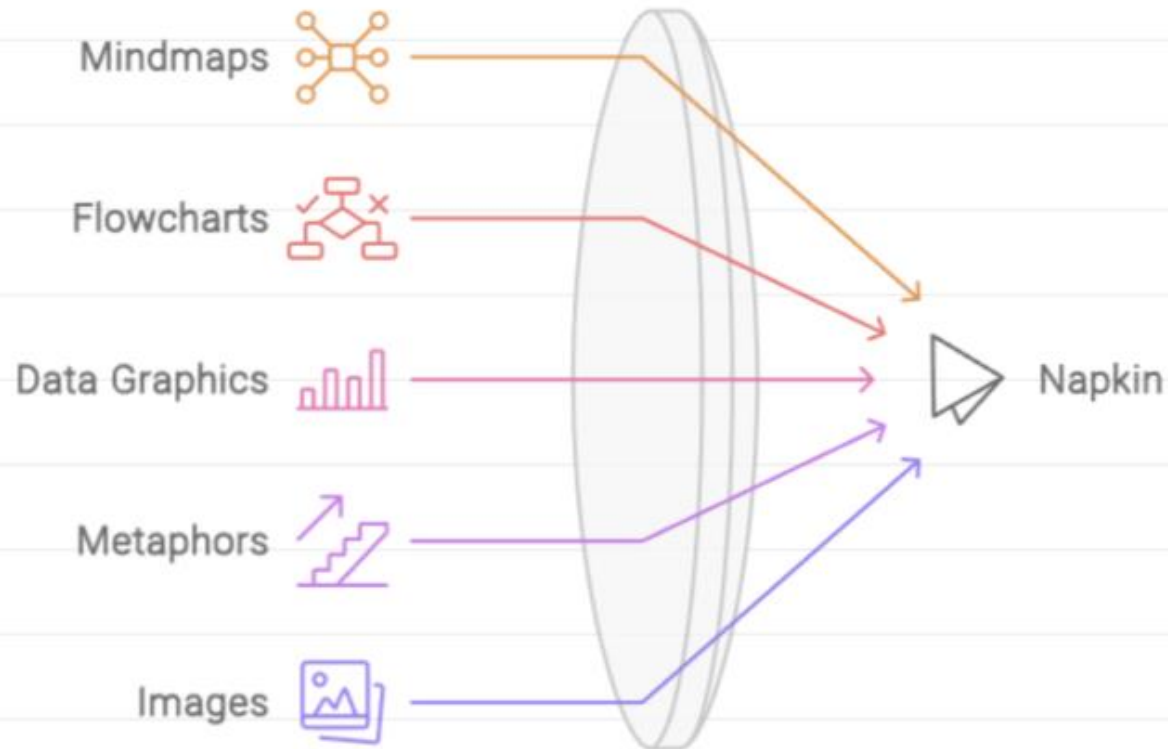 Mindmaps
Flowcharts
Data Graphics
Napkin
Metaphors
Images